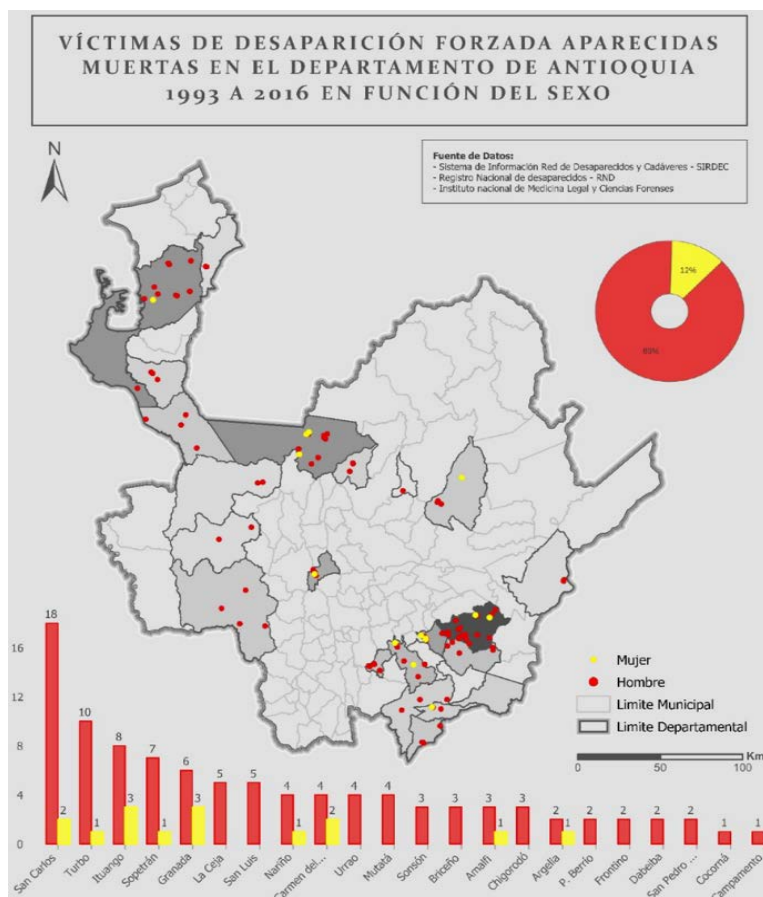 VÍCTIMAS DE DESAPARICIÓN FORZADA APARECIDAS
MUERTAS EN EL DEPARTAMENTO DE ANTIOQUIA
1993 A 2016 EN FUNCIÓN DEL SEXO
N
Fuente de Datos:
- Sistema de Información Red de Desaparecidos y Cadáveres - SIRDEC
- Registro Nacional de desaparecidos - RND
- Instituto nacional de Medicina Legal y Ciencias Forenses
12%
Mujer
Hombre
Limite Municipal
Limite Departamental
Km
0 50 100
16
12
8
4
0
18 2 10 1 8 3 7 1 6 3 5 5 4 1 4 2 4 4 3 3 3 1 3 2 1 2 2 2 2 1 1
San Carlos
Turbo
Ituango
Sopetrán
Granada
La Ceja
San Luis
Nariño
Carmen del...
Urrao
Mutatá
Sonsón
Briceño
Amalfi
Chigorodó
Argelia
P. Berrío
Frontino
Dabeiba
San Pedro ...
Cocorná
Campamento